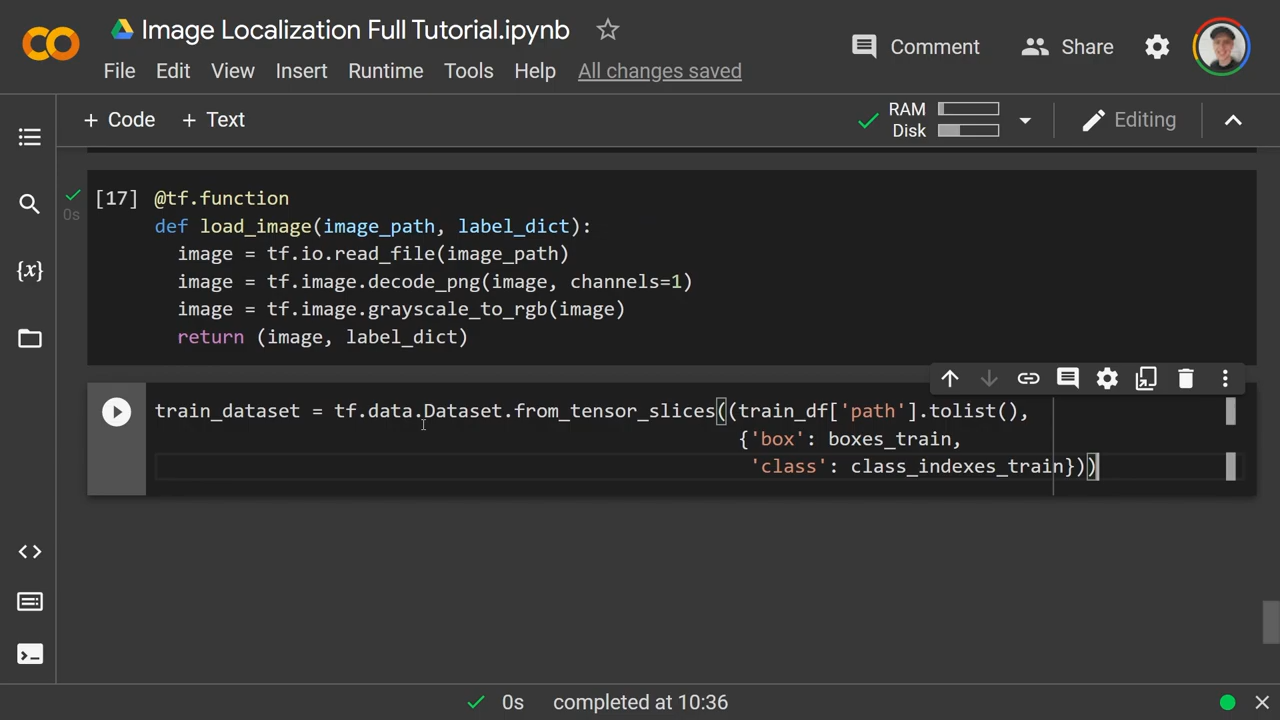 Image Localization Full Tutorial.ipynb
Comment
Share
File Edit View Insert Runtime Tools Help All changes saved
+ Code + Text
RAM
Disk
Editing
[17]
0s
@tf.function
def load_image(image_path, label_dict):
  image = tf.io.read_file(image_path)
  image = tf.image.decode_png(image, channels=1)
  image = tf.image.grayscale_to_rgb(image)
  return (image, label_dict)
train_dataset = tf.data.Dataset.from_tensor_slices((train_df['path'].tolist(),
{'box': boxes_train,
'class': class_indexes_train}))
{x}
0s completed at 10:36